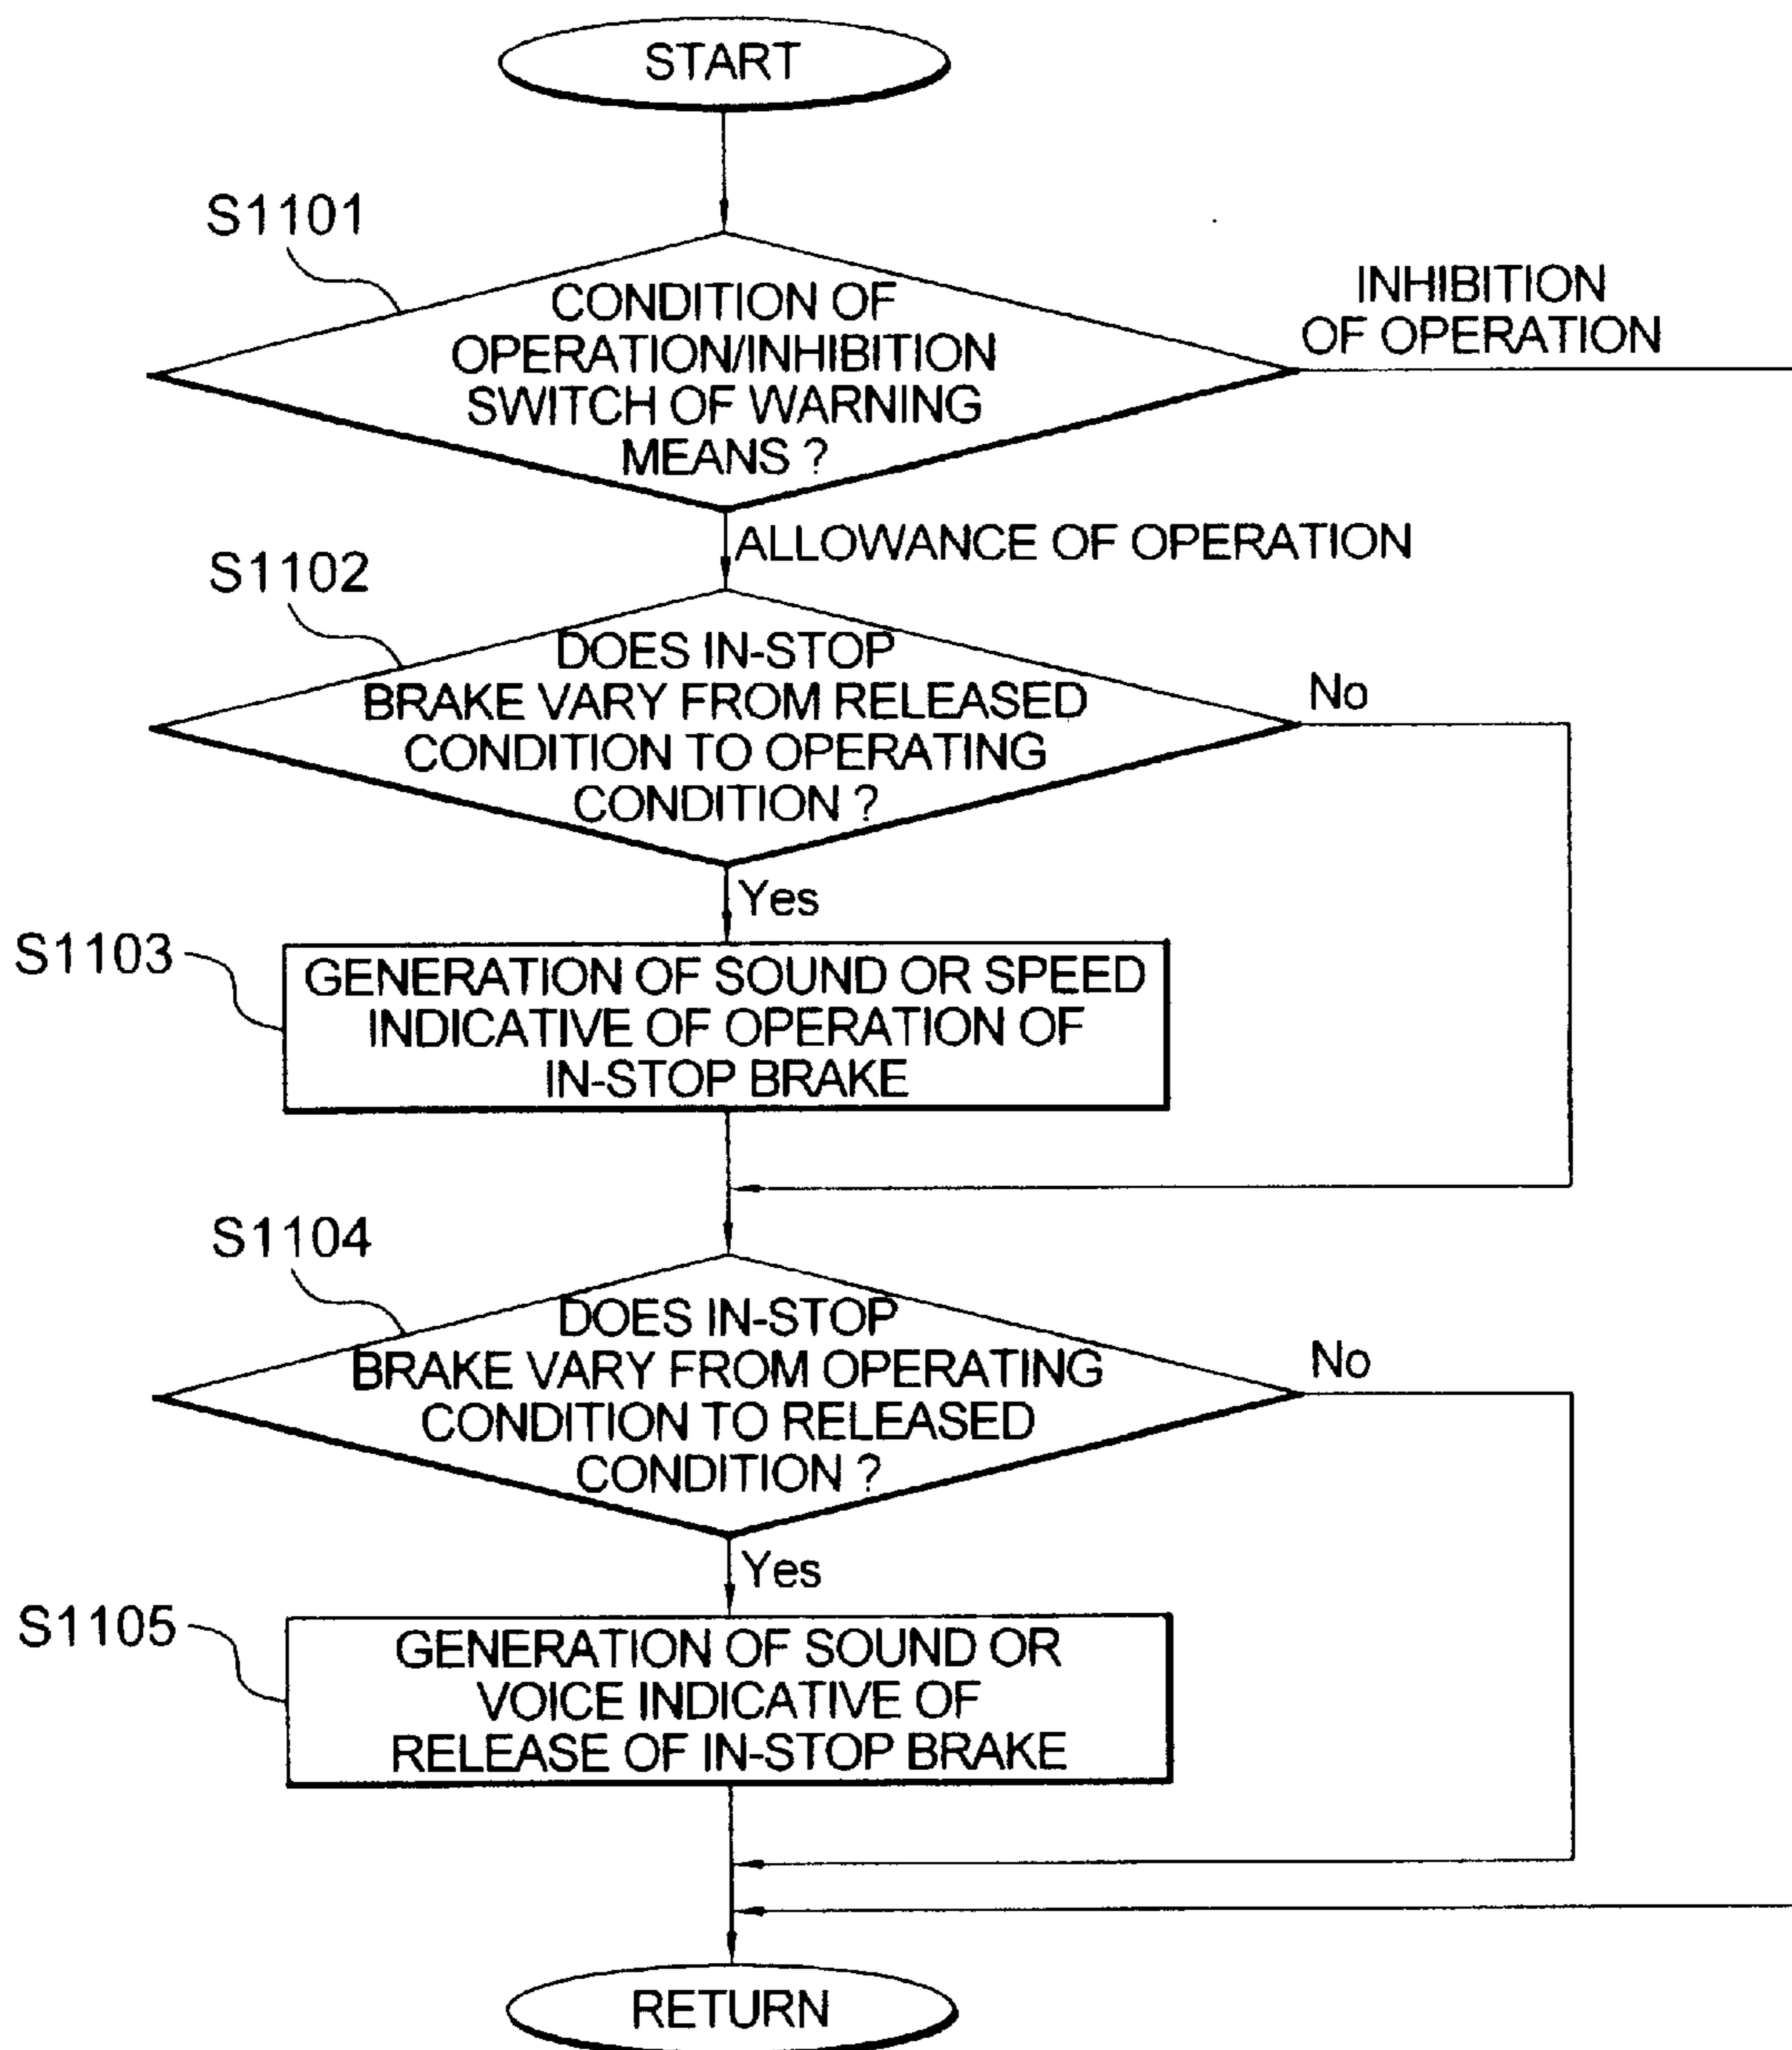 START
S1101
CONDITION OF
OPERATION/INHIBITION
SWITCH OF WARNING
MEANS ?
INHIBITION
OF OPERATION
ALLOWANCE OF OPERATION
S1102
DOES IN-STOP
BRAKE VARY FROM RELEASED
CONDITION TO OPERATING
CONDITION ?
No
Yes
S1103
GENERATION OF SOUND OR SPEED
INDICATIVE OF OPERATION OF
IN-STOP BRAKE
S1104
DOES IN-STOP
BRAKE VARY FROM OPERATING
CONDITION TO RELEASED
CONDITION ?
No
Yes
S1105
GENERATION OF SOUND OR
VOICE INDICATIVE OF
RELEASE OF IN-STOP BRAKE
RETURN